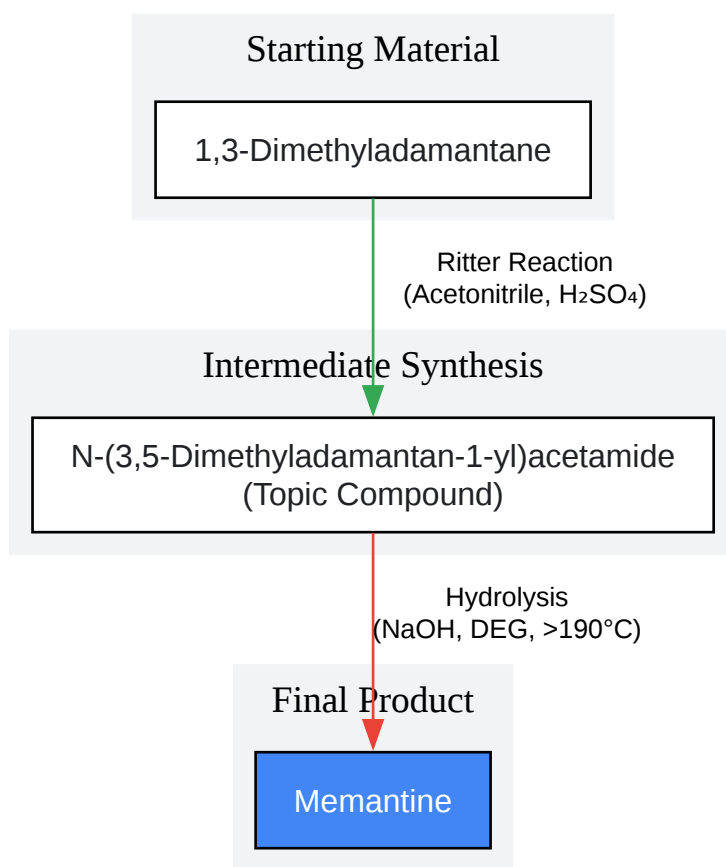 Starting Material
1,3-Dimethyladamantane
Ritter Reaction
(Acetonitrile, H₂SO₄)
Intermediate Synthesis
N-(3,5-Dimethyladamantan-1-yl)acetamide
(Topic Compound)
Hydrolysis
(NaOH, DEG, >190°C)
Final Product
Memantine